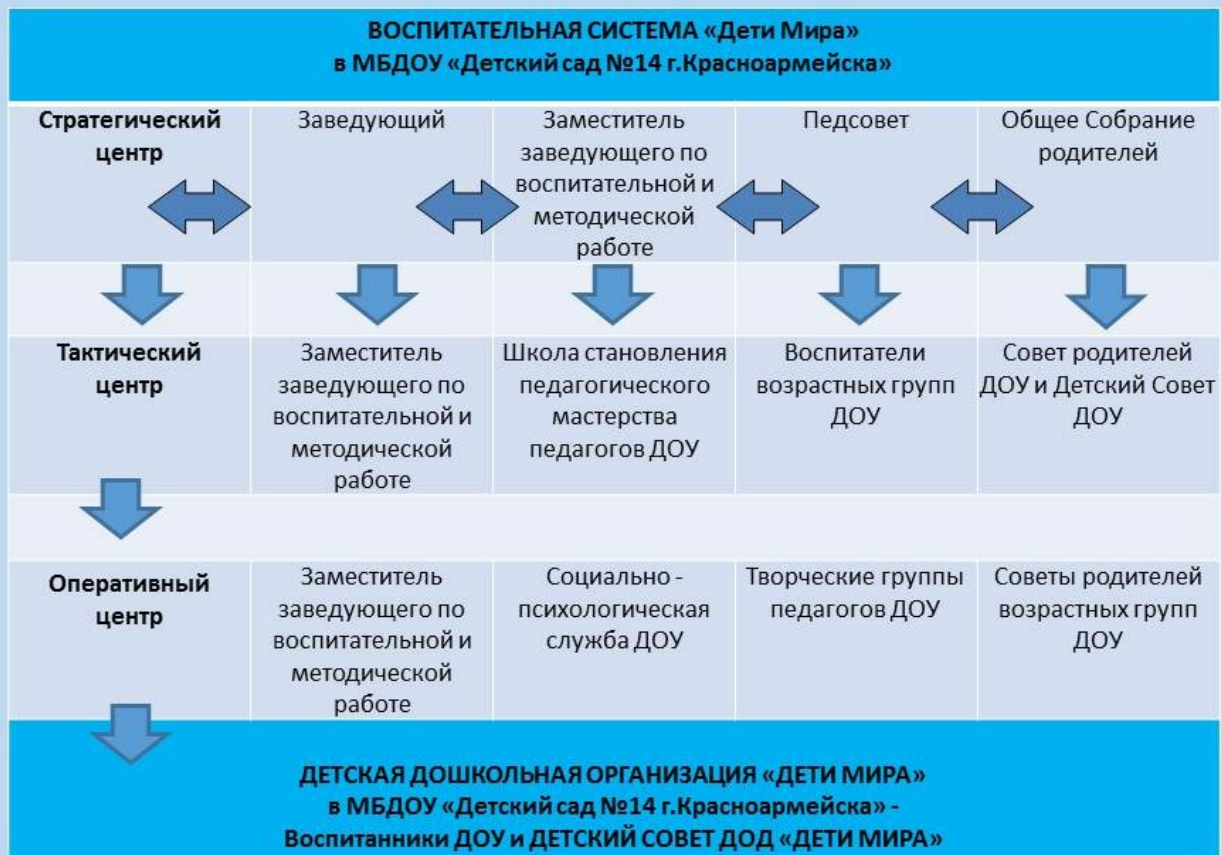 ВОСПИТАТЕЛЬНАЯ СИСТЕМА «Дети Мира»
в МБДОУ «Детский сад №14 г.Красноармейска»
Стратегический
центр
Заведующий
Заместитель
заведующего по
воспитательной и
методической
работе
Педсовет
Общее Собрание
родителей
Тактический
центр
Заместитель
заведующего по
воспитательной и
методической
работе
Школа становления
педагогического
мастерства
педагогов ДОУ
Воспитатели
возрастных групп
ДОУ
Совет родителей
ДОУ и Детский Совет
ДОУ
Оперативный
центр
Заместитель
заведующего по
воспитательной и
методической
работе
Социально -
психологическая
служба ДОУ
Творческие группы
педагогов ДОУ
Советы родителей
возрастных групп
ДОУ
ДЕТСКАЯ ДОШКОЛЬНАЯ ОРГАНИЗАЦИЯ «ДЕТИ МИРА»
в МБДОУ «Детский сад №14 г.Красноармейска» -
Воспитанники ДОУ и ДЕТСКИЙ СОВЕТ ДОД «ДЕТИ МИРА»